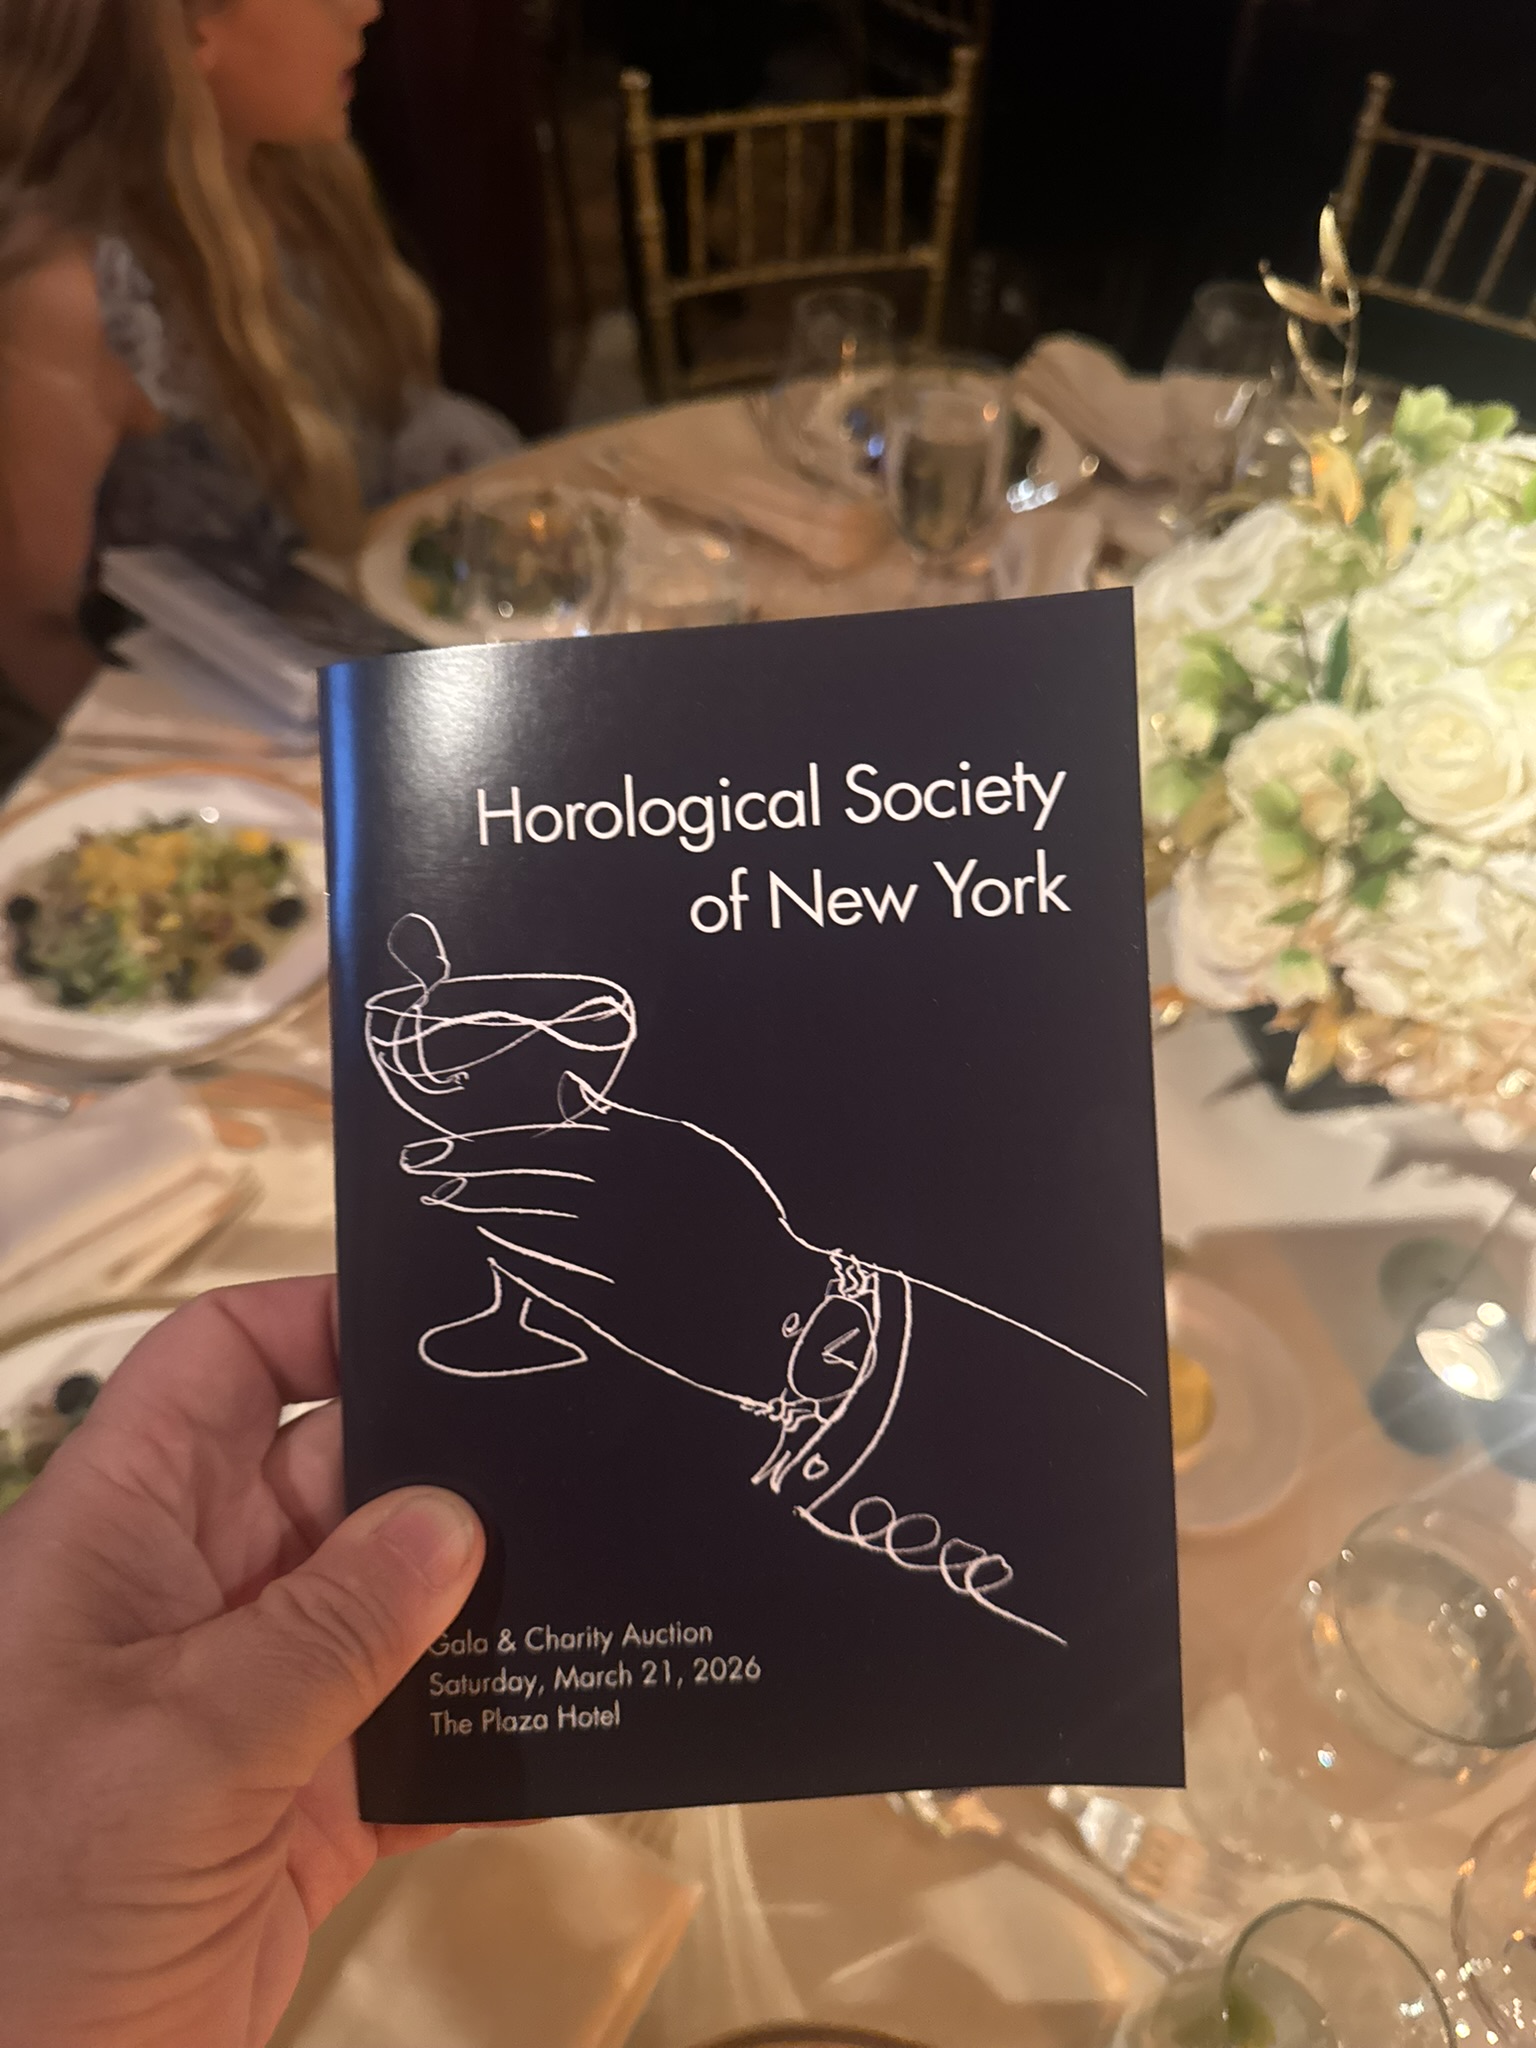 Horological Society
of New York
Gala & Charity Auction
Saturday, March 21, 2026
The Plaza Hotel